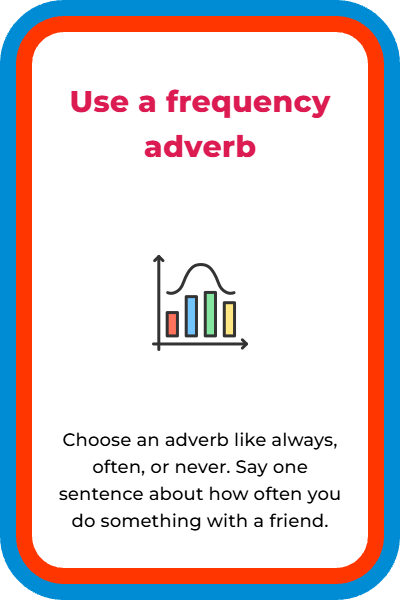 Use a frequency
adverb
Choose an adverb like always,
often, or never. Say one
sentence about how often you
do something with a friend.